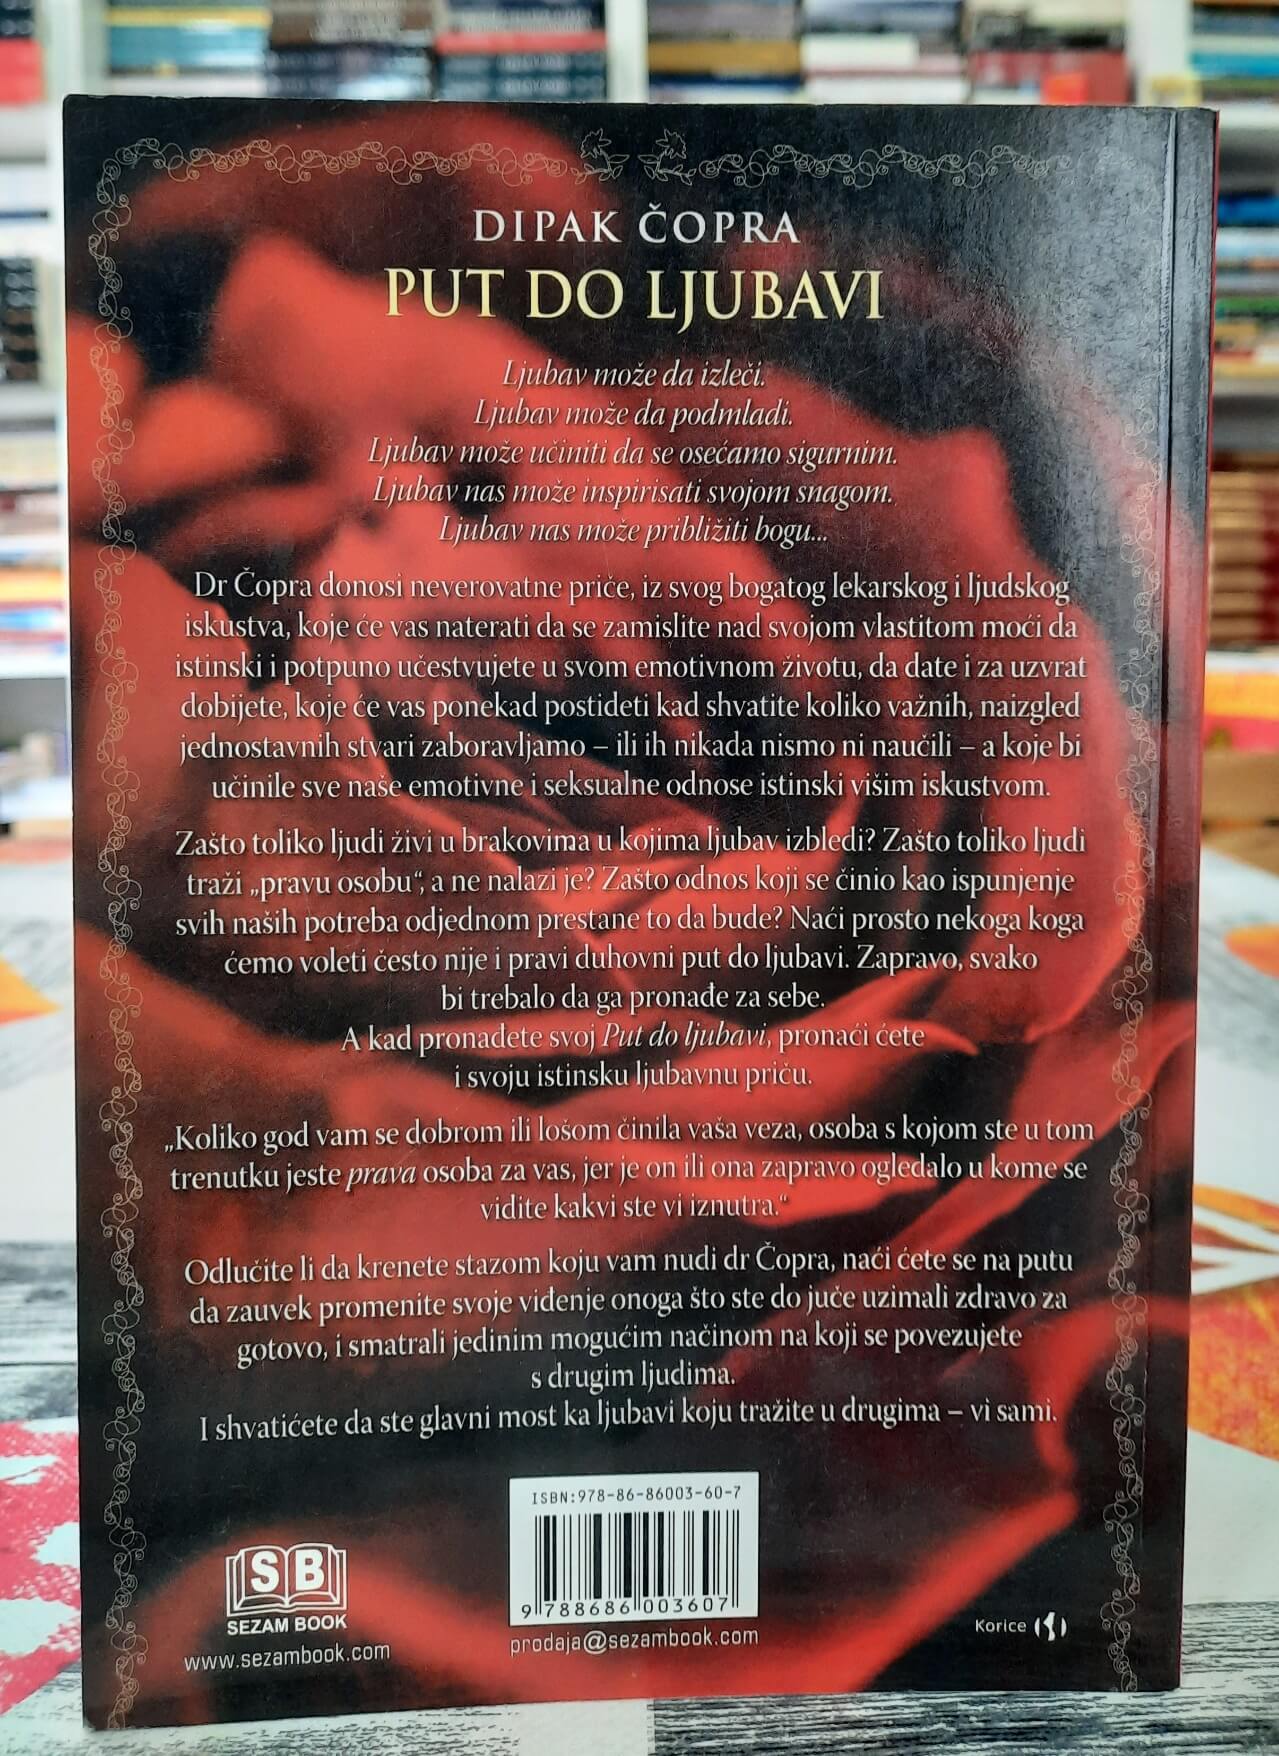 DIPAK ČOPRA
PUT DO LJUBAVI
Ljubav može da izleči.
Ljubav može da podmladi.
Ljubav može učiniti da se osećamo sigurnim.
Ljubav nas može inspirisati svojom snagom.
Ljubav nas može približiti bogu...
Dr Čopra donosi neverovatne priče, iz svog bogatog lekarskog i ljudskog
iskustva, koje će vas naterati da se zamislite nad svojom vlastitom moći da
istinski i potpuno učestvujete u svom emotivnom životu, da date i za uzvrat
dobijete, koje će vas ponekad postideti kad shvatite koliko važnih, naizgled
jednostavnih stvari zaboravljamo – ili ih nikada nismo ni naučili – a koje bi
učinile sve naše emotivne i seksualne odnose istinski višim iskustvom.
Zašto toliko ljudi živi u brakovima u kojima ljubav izbledi? Zašto toliko ljudi
traži „pravu osobu“, a ne nalazi je? Zašto odnos koji se činio kao ispunjenje
svih naših potreba odjednom prestane to da bude? Naći prosto nekoga koga
ćemo voleti često nije i pravi duhovni put do ljubavi. Zapravo, svako
bi trebalo da ga pronađe za sebe.
A kad pronađete svoj Put do ljubavi, pronaći ćete
i svoju istinsku ljubavnu priču.
„Koliko god vam se dobrom ili lošom činila vaša veza, osoba s kojom ste u tom
trenutku jeste prava osoba za vas, jer je on ili ona zapravo ogledalo u kome se
vidite kakvi ste vi iznutra.“
Odlučite li da krenete stazom koju vam nudi dr Čopra, naći ćete se na putu
da zauvek promenite svoje viđenje onoga što ste do juče uzimali zdravo za
gotovo, i smatrali jedinim mogućim načinom na koji se povezujete
s drugim ljudima.
I shvatićete da ste glavni most ka ljubavi koju tražite u drugima – vi sami.
ISBN:978-86-86003-60-7
9 788686 003607
prodaja@sezambook.com
SB
SEZAM BOOK
www.sezambook.com
Korice